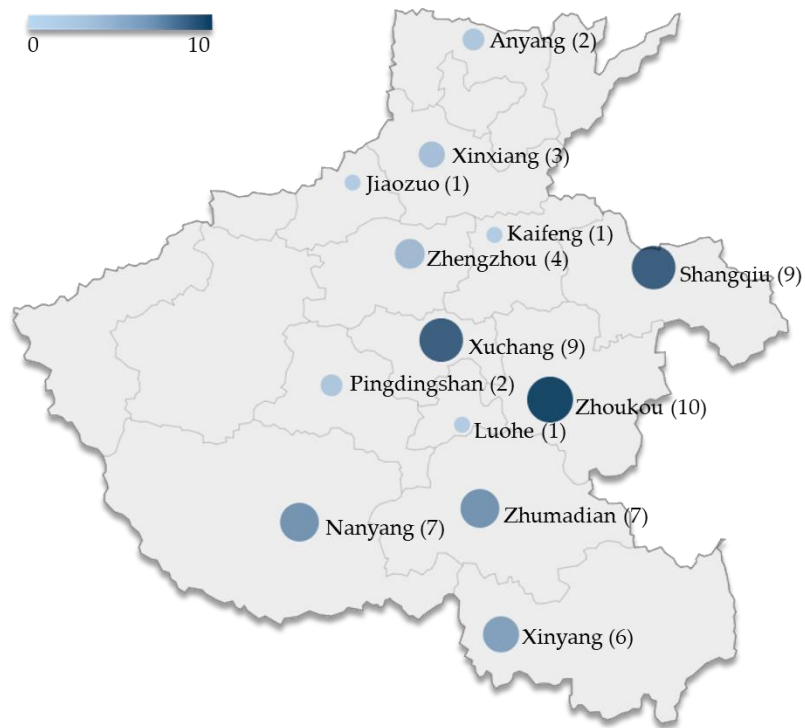 0 10
Anyang (2)
Xinxiang (3)
Jiaozuo (1)
Kaifeng (1)
Zhengzhou (4)
Shangqiu (9)
Xuchang (9)
Pingdingshan (2)
Zhoukou (10)
Luohe (1)
Nanyang (7)
Zhumadian (7)
Xinyang (6)